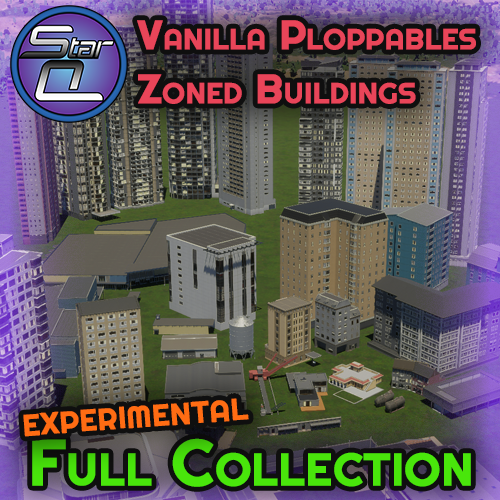 Star
Q
Vanilla Ploppables
Zoned Buildings
EXPERIMENTAL
Full Collection